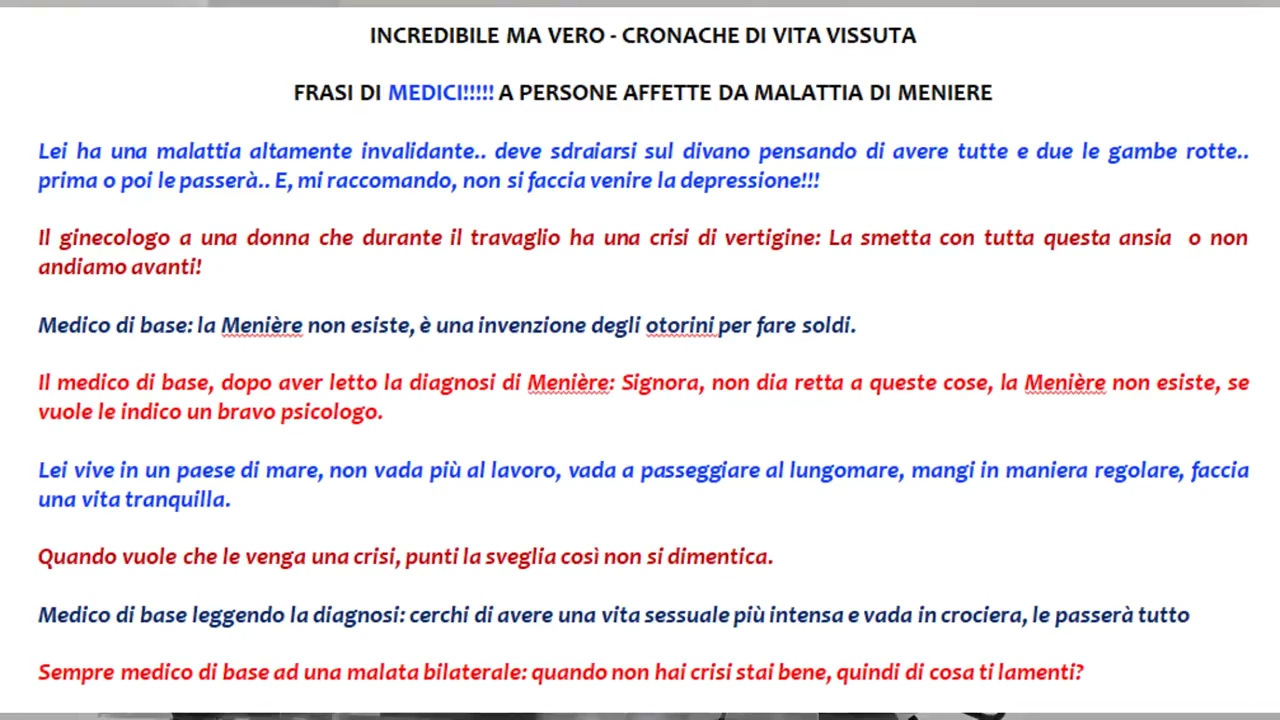 INCREDIBILE MA VERO - CRONACHE DI VITA VISSUTA
FRASI DI MEDICI!!!!! A PERSONE AFFETTE DA MALATTIA DI MENIERE
Lei ha una malattia altamente invalidante.. deve sdraiarsi sul divano pensando di avere tutte e due le gambe rotte..
prima o poi le passerà.. E, mi raccomando, non si faccia venire la depressione!!!
Il ginecologo a una donna che durante il travaglio ha una crisi di vertigine: La smetta con tutta questa ansia o non
andiamo avanti!
Medico di base: la Menière non esiste, è una invenzione degli otorini per fare soldi.
Il medico di base, dopo aver letto la diagnosi di Menière: Signora, non dia retta a queste cose, la Menière non esiste, se
vuole le indico un bravo psicologo.
Lei vive in un paese di mare, non vada più al lavoro, vada a passeggiare al lungomare, mangi in maniera regolare, faccia
una vita tranquilla.
Quando vuole che le venga una crisi, punti la sveglia così non si dimentica.
Medico di base leggendo la diagnosi: cerchi di avere una vita sessuale più intensa e vada in crociera, le passerà tutto
Sempre medico di base ad una malata bilaterale: quando non hai crisi stai bene, quindi di cosa ti lamenti?